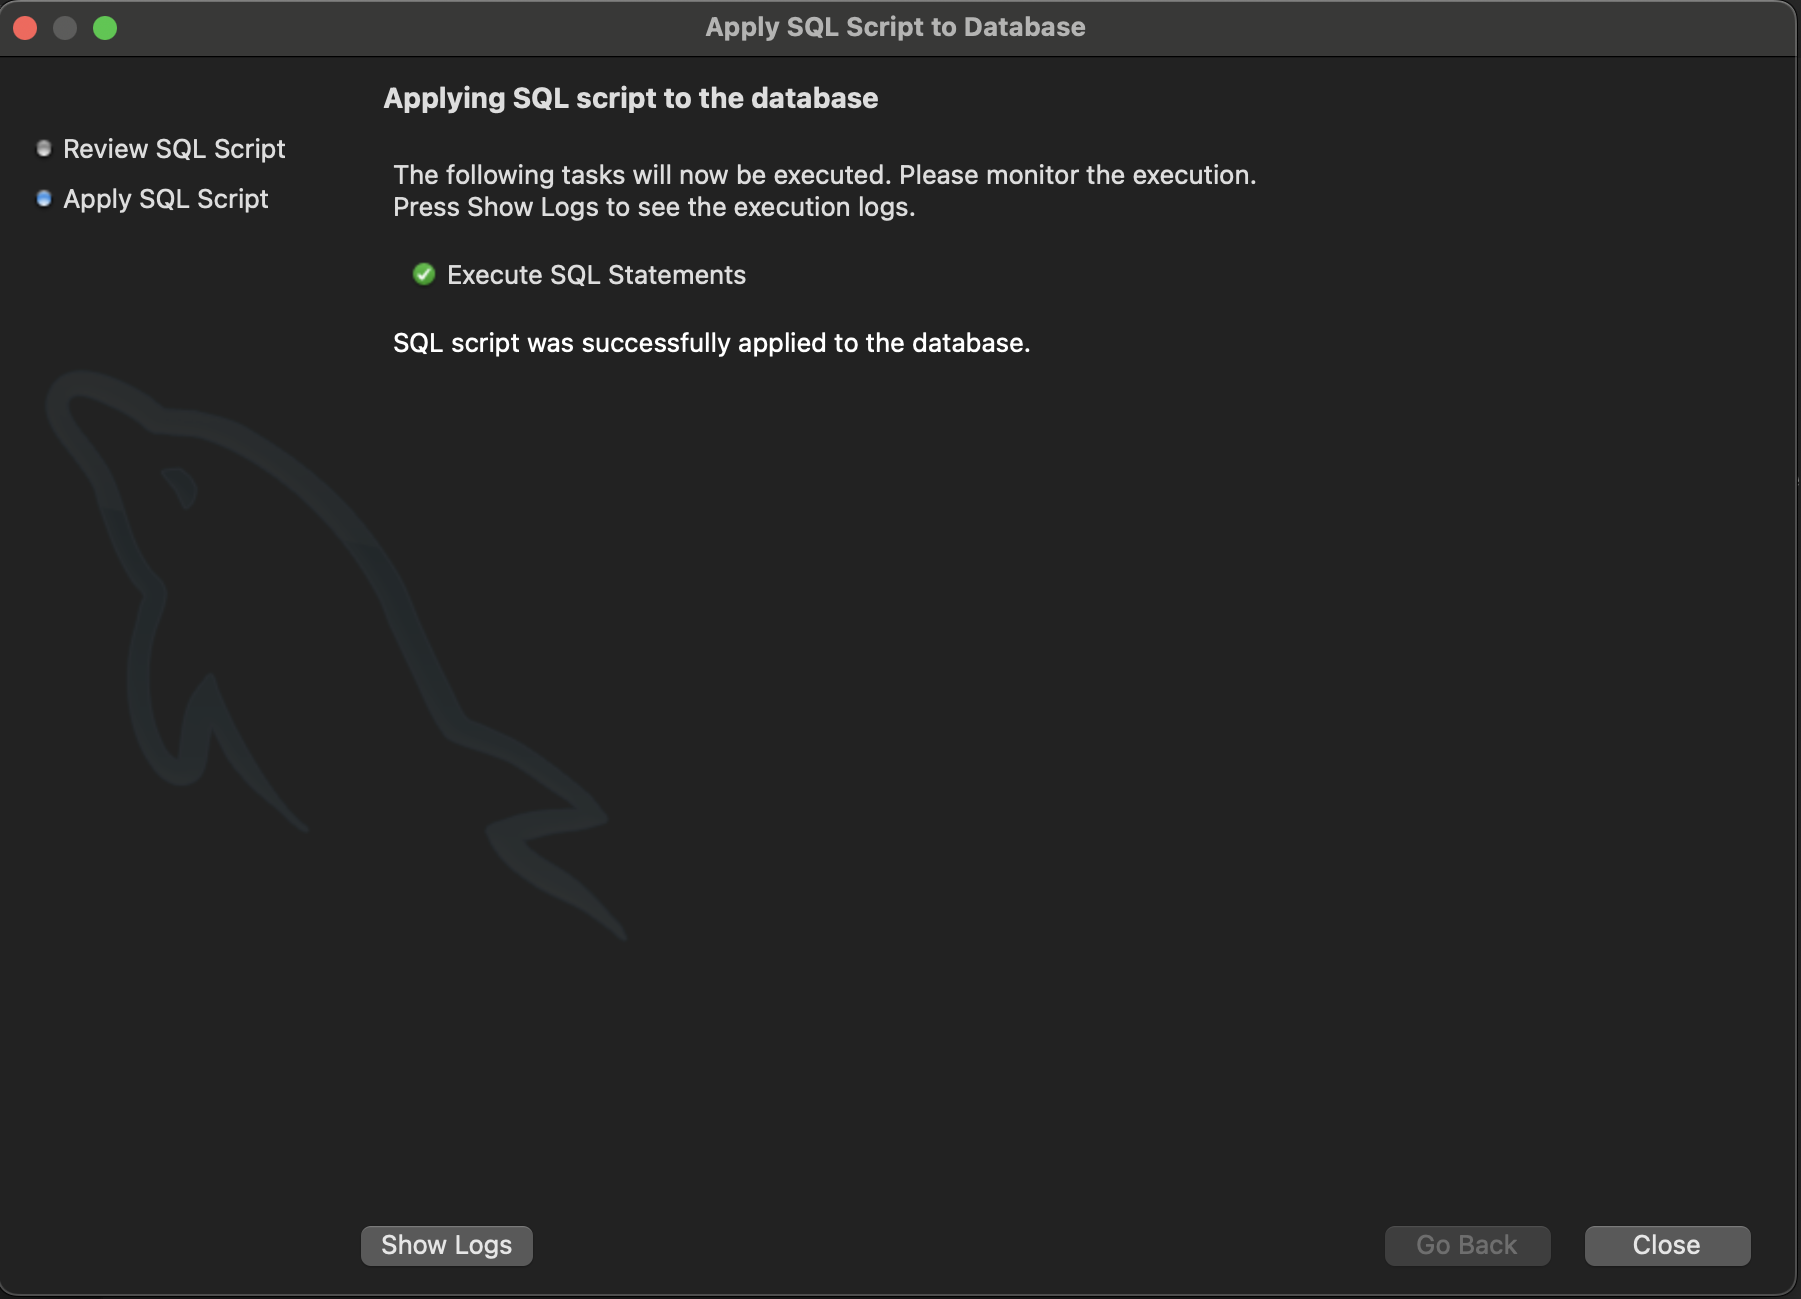 Apply SQL Script to Database
Applying SQL script to the database
Review SQL Script
Apply SQL Script
The following tasks will now be executed. Please monitor the execution.
Press Show Logs to see the execution logs.
Execute SQL Statements
SQL script was successfully applied to the database.
Show Logs
Go Back
Close